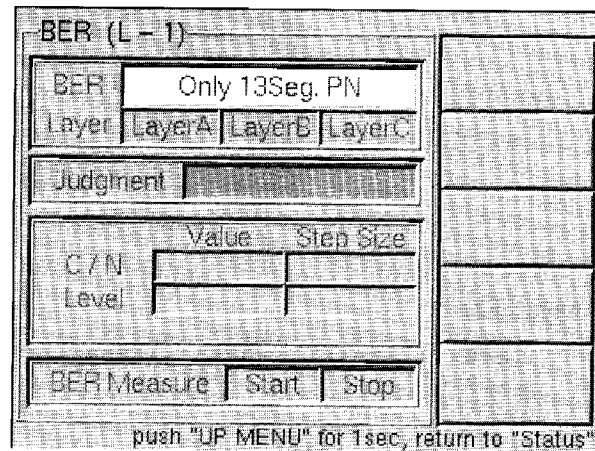 BER (L – 1)
BER Only 13Seg. PN
Layer LayerA LayerB LayerC
Judgment
Value Step Size
C / N
Level
BER Measure Start Stop
push "UP MENU" for 1sec, return to "Status"